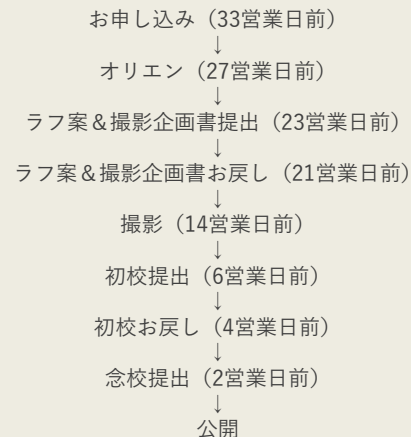 お申し込み（33営業日前）
↓
オリエン（27営業日前）
↓
ラフ案＆撮影企画書提出（23営業日前）
↓
ラフ案＆撮影企画書お戻し（21営業日前）
↓
撮影（14営業日前）
↓
初校提出（6営業日前）
↓
初校お戻し（4営業日前）
↓
念校提出（2営業日前）
↓
公開